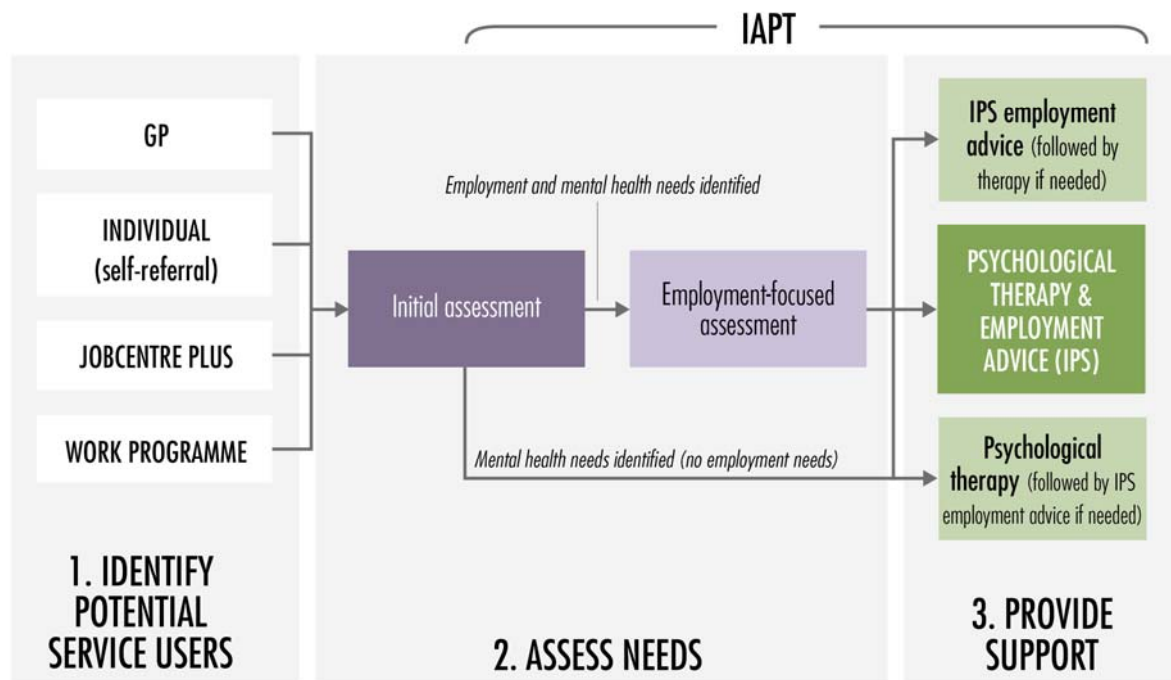 IAPT
GP
INDIVIDUAL
(self-referral)
JOBCENTRE PLUS
WORK PROGRAMME
1. IDENTIFY
POTENTIAL
SERVICE USERS
Employment and mental health needs identified
Initial assessment
Employment-focused
assessment
Mental health needs identified (no employment needs)
2. ASSESS NEEDS
IPS employment
advice (followed by
therapy if needed)
PSYCHOLOGICAL
THERAPY &
EMPLOYMENT
ADVICE (IPS)
Psychological
therapy (followed by IPS
employment advice if needed)
3. PROVIDE
SUPPORT